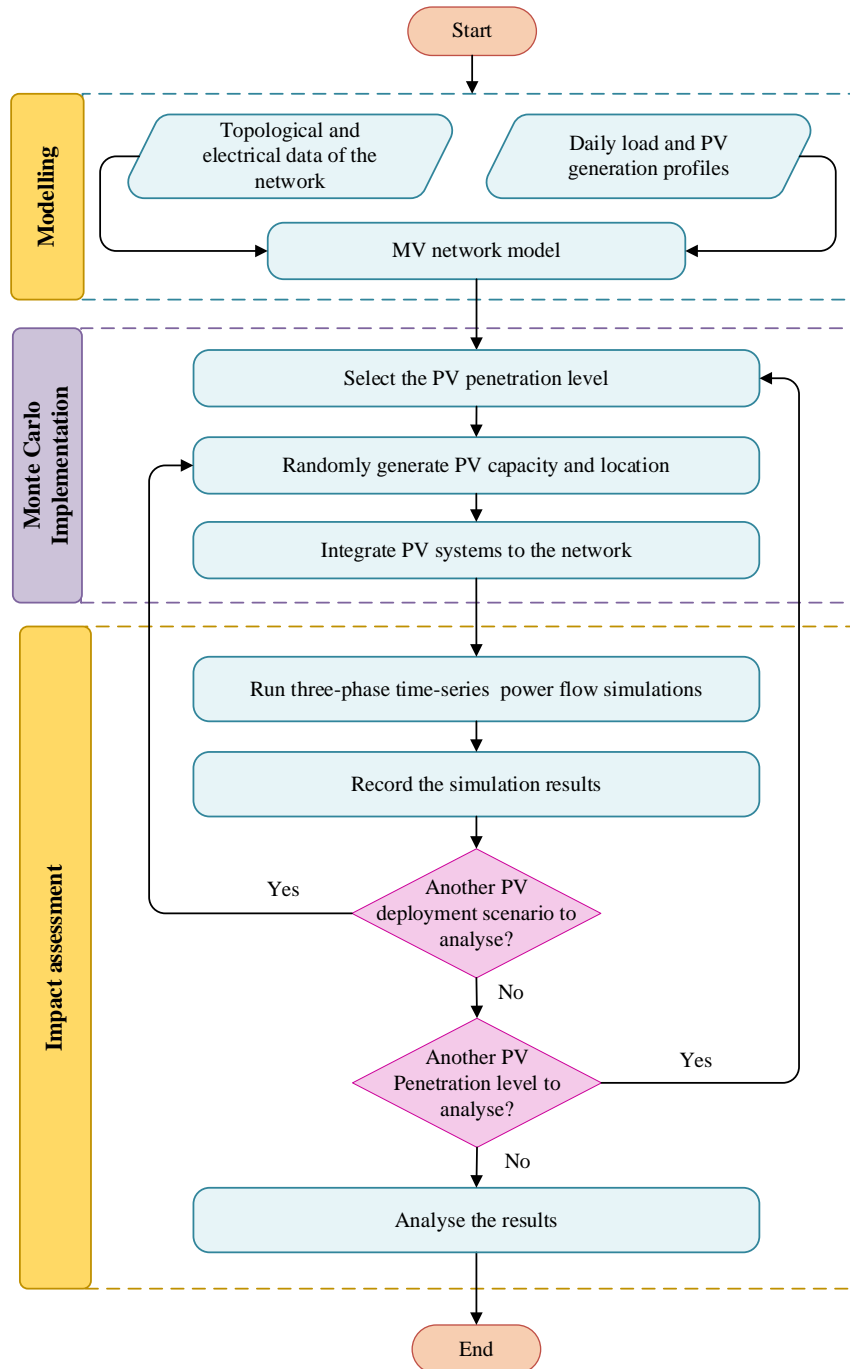 Start
Modelling
Topological and
electrical data of the
network
Daily load and PV
generation profiles
MV network model
Monte Carlo
Implementation
Select the PV penetration level
Randomly generate PV capacity and location
Integrate PV systems to the network
Impact assessment
Run three-phase time-series power flow simulations
Record the simulation results
Another PV
deployment scenario to
analyse?
Yes
No
Another PV
Penetration level to
analyse?
Yes
No
Analyse the results
End